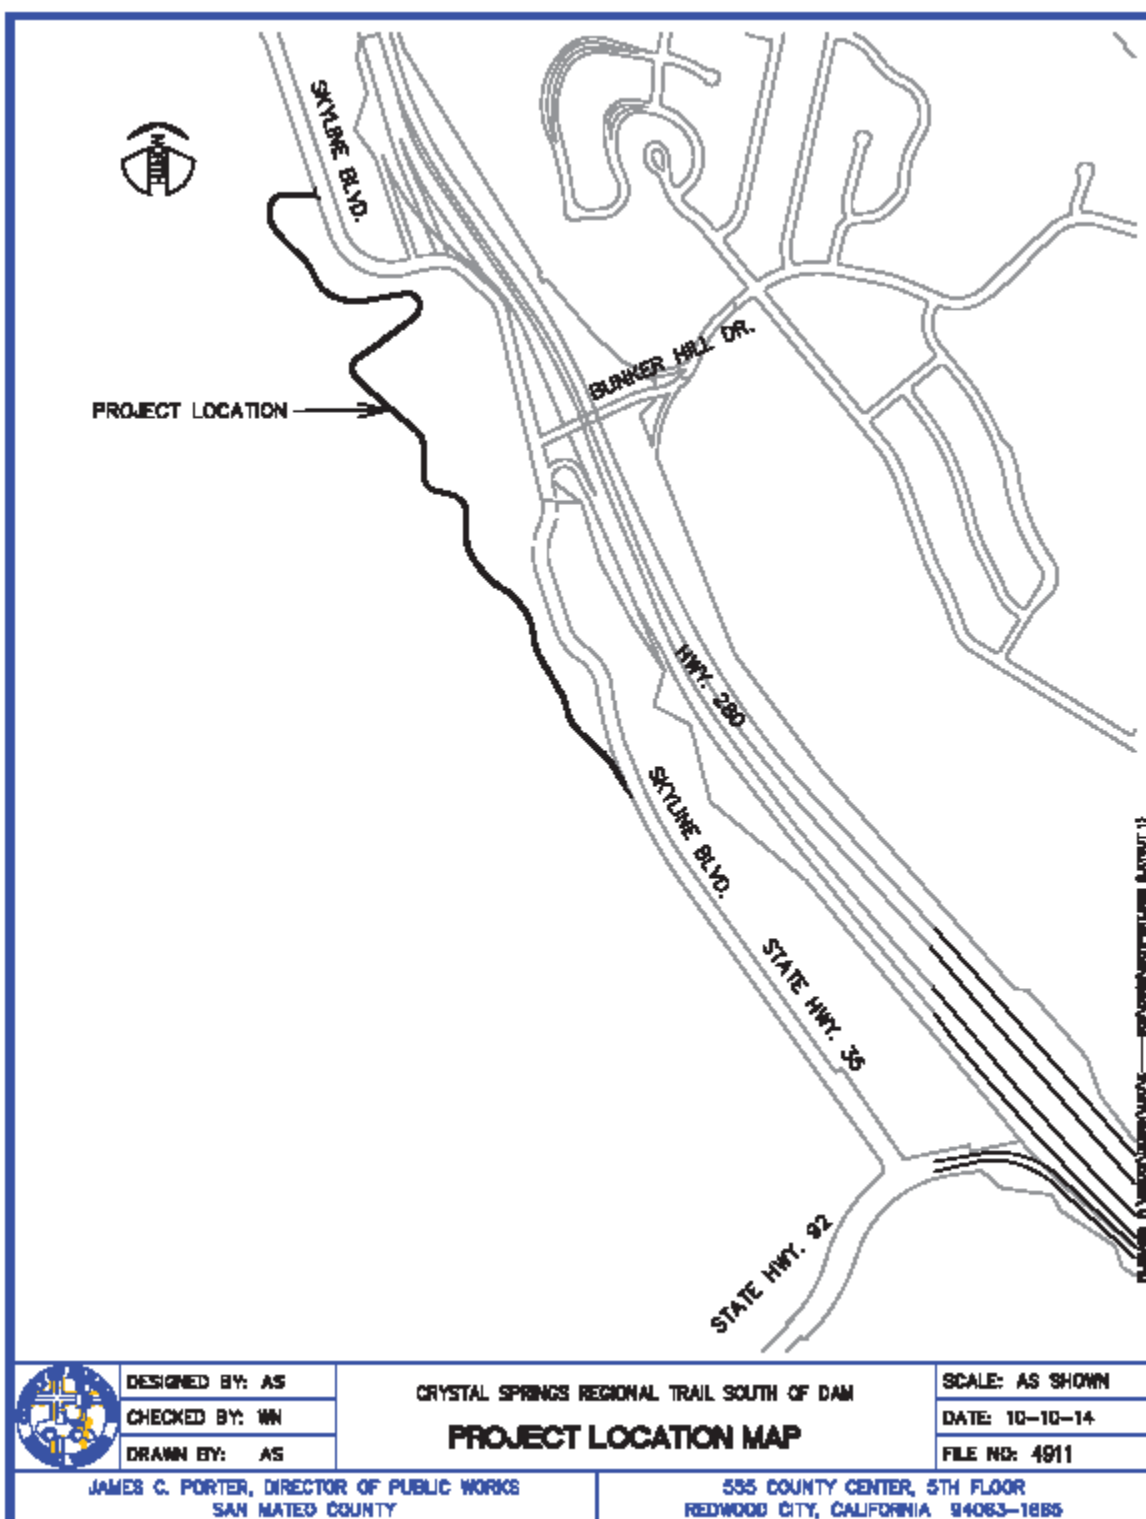 SKYLINE BLVD.
NORTH
BUNKER HILL DR.
PROJECT LOCATION
HWY. 280
SKYLINE BLVD.
STATE HWY. 35
STATE HWY. 92
DESIGNED BY: AS
CHECKED BY: WN
DRAWN BY: AS
CRYSTAL SPRINGS REGIONAL TRAIL SOUTH OF DAM
PROJECT LOCATION MAP
SCALE: AS SHOWN
DATE: 10-10-14
FILE NO: 4911
JAMES C. PORTER, DIRECTOR OF PUBLIC WORKS
SAN MATEO COUNTY
555 COUNTY CENTER, 5TH FLOOR
REDWOOD CITY, CALIFORNIA 94063-1665